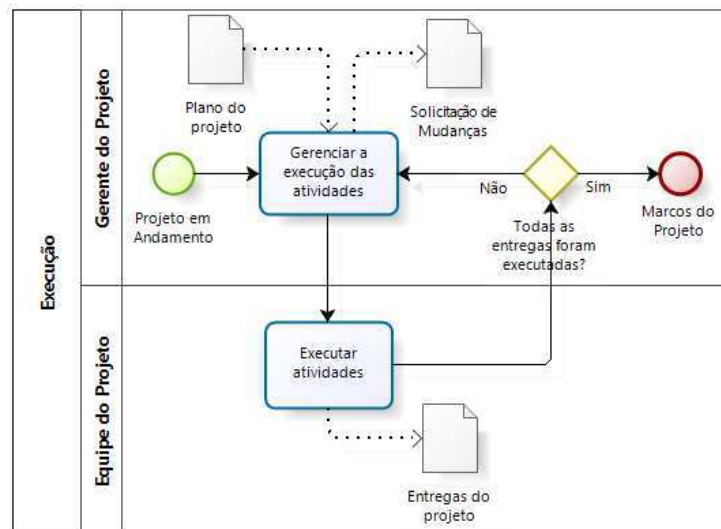 Execução
Gerente do Projeto
Plano do
projeto
Solicitação de
Mudanças
Gerenciar a
execução das
atividades
Projeto em
Andamento
Não
Sim
Todas as
entregas foram
executadas?
Marcos do
Projeto
Equipe do Projeto
Executar
atividades
Entregas do
projeto